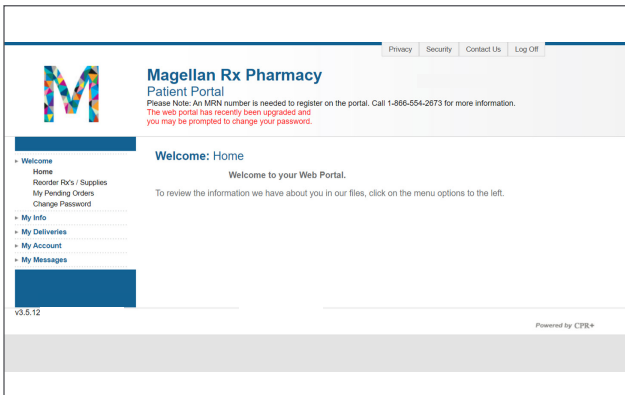 Privacy Security Contact Us Log Off
M
Magellan Rx Pharmacy
Patient Portal
Please Note: An MRN number is needed to register on the portal. Call 1-866-554-2673 for more information.
The web portal has recently been upgraded and
you may be prompted to change your password.
Welcome
Home
Reorder Rx's / Supplies
My Pending Orders
Change Password
My Info
My Deliveries
My Account
My Messages
v3.5.12
Welcome: Home
Welcome to your Web Portal.
To review the information we have about you in our files, click on the menu options to the left.
Powered by CPR+